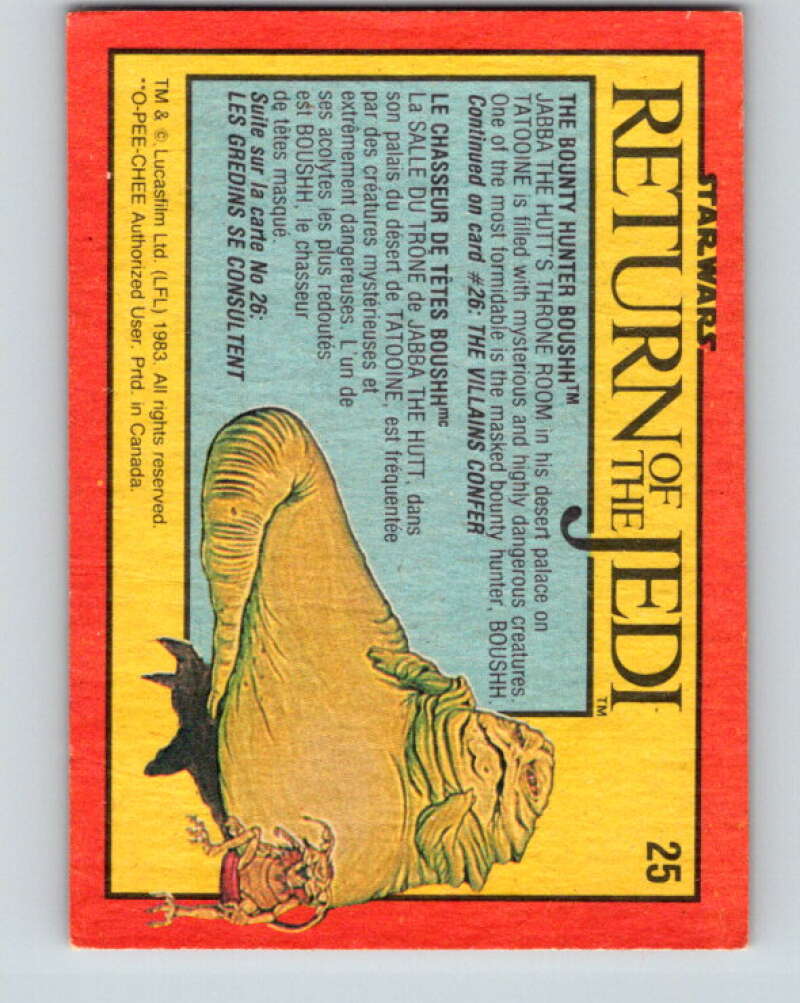 STAR WARS
RETURN OF THE JEDI™
25
THE BOUNTY HUNTER BOUSHH™
JABBA THE HUTT'S THRONE ROOM in his desert palace on
TATOOINE is filled with mysterious and highly dangerous creatures.
One of the most formidable is the masked bounty hunter, BOUSHH.
Continued on card #26: THE VILLAINS CONFER
LE CHASSEUR DE TÊTES BOUSHHmc
La SALLE DU TRONE de JABBA THE HUTT, dans
son palais du désert de TATOOINE, est fréquentée
par des créatures mystérieuses et
extrêmement dangereuses. L'un de
ses acolytes les plus redoutés
est BOUSHH, le chasseur
de têtes masqué.
Suite sur la carte No 26:
LES GREDINS SE CONSULTENT
TM & © Lucasfilm Ltd. (LFL) 1983. All rights reserved.
**O-PEE-CHEE Authorized User. Prtd. in Canada.